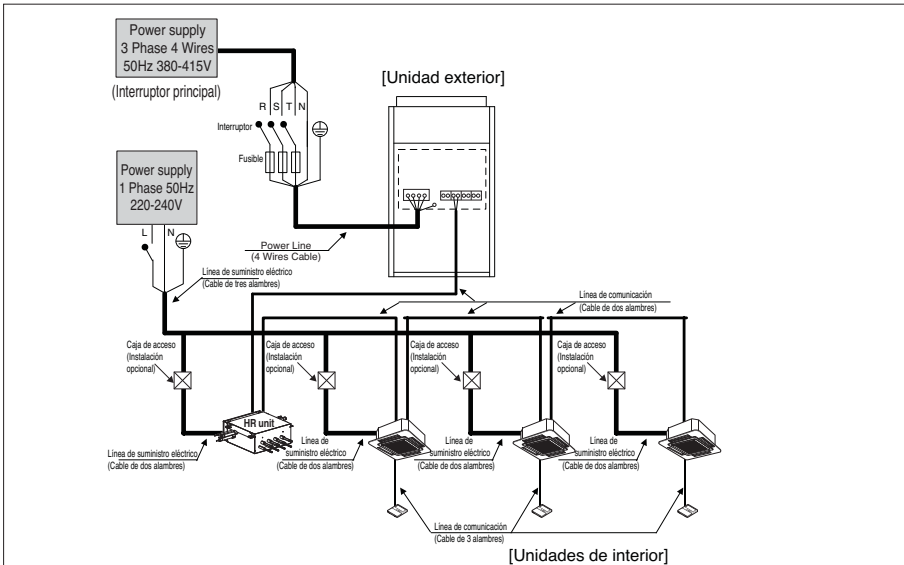 Power supply
3 Phase 4 Wires
50Hz 380-415V
(Interruptor principal)
[Unidad exterior]
R S T N
Interruptor
Fusible
Power supply
1 Phase 50Hz
220-240V
L N
Power Line
(4 Wires Cable)
Línea de suministro eléctrico
(Cable de tres alambres)
Línea de comunicación
(Cable de dos alambres)
Caja de acceso
(Instalación
opcional)
Caja de acceso
(Instalación
opcional)
Caja de acceso
(Instalación
opcional)
Caja de acceso
(Instalación
opcional)
HR unit
Línea de suministro eléctrico
(Cable de dos alambres)
Línea de
suministro eléctrico
(Cable de dos alambres)
Línea de
suministro eléctrico
(Cable de dos alambres)
Línea de
suministro eléctrico
(Cable de dos alambres)
Línea de comunicación
(Cable de 3 alambres)
[Unidades de interior]